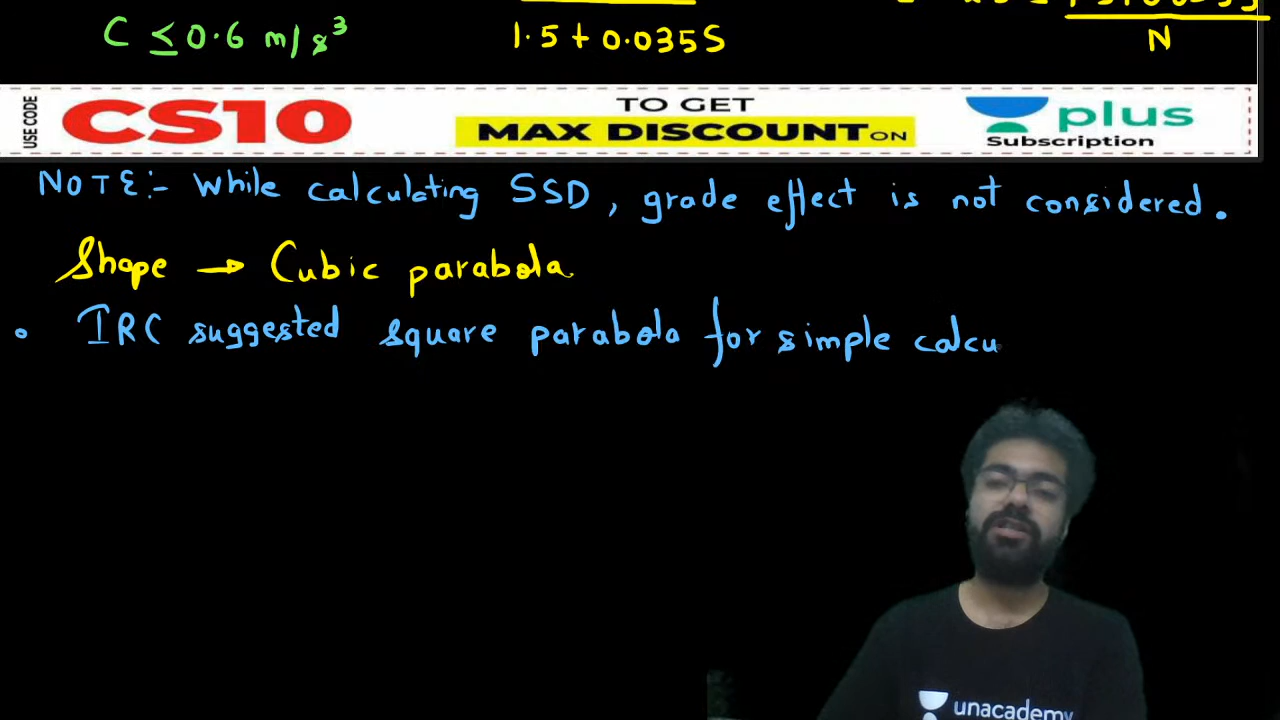 C ≤ 0.6 m/s³
1.5 + 0.035S
N
USE CODE
CS10
TO GET
MAX DISCOUNT ON
plus
Subscription
NOTE:- While calculating SSD, grade effect is not considered.
Shape → Cubic parabola
• IRC suggested square parabola for simple calcu
unacademy